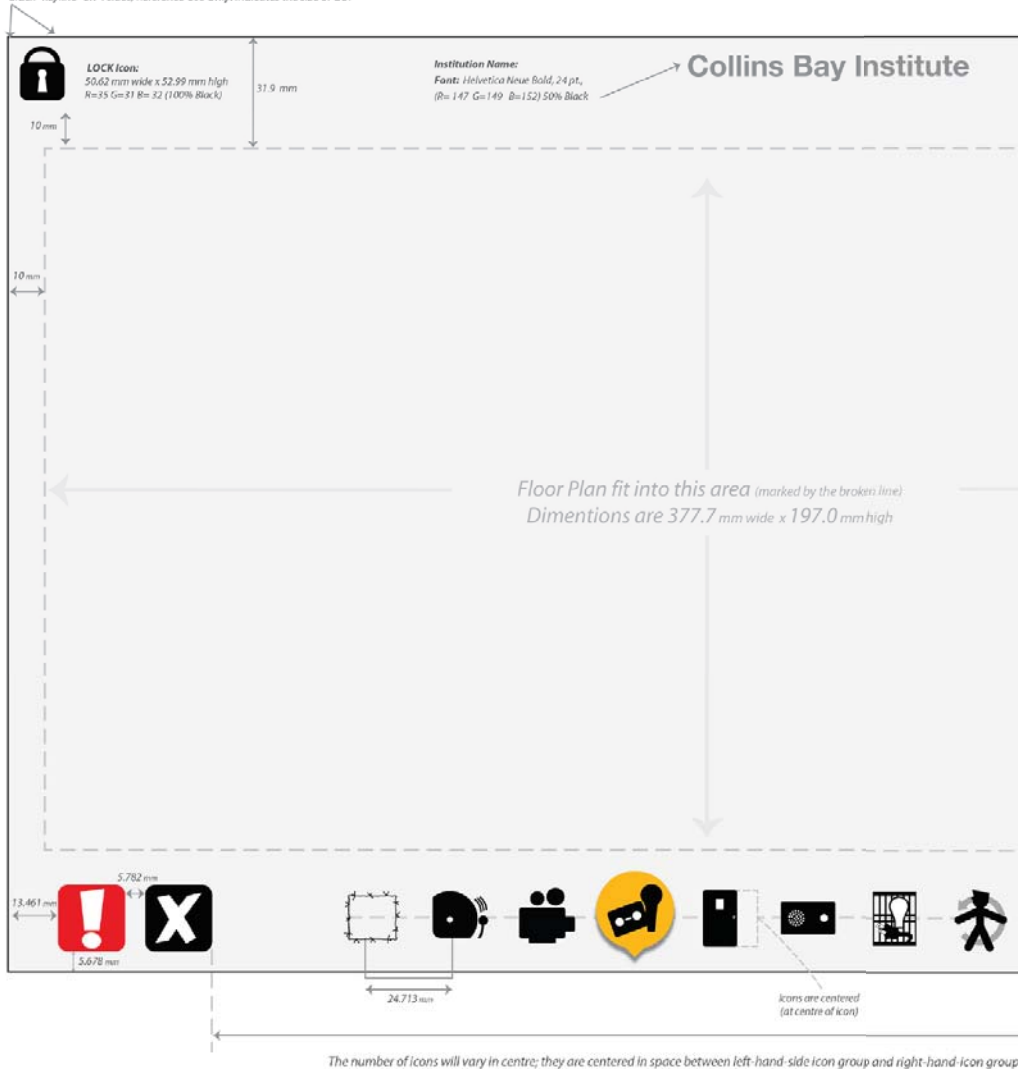 LOCK Icon:
50.62 mm wide x 52.99 mm high
R=35 G=31 B= 32 (100% Black)
31.9 mm
Institution Name:
Font: Helvetica Neue Bold, 24 pt.,
(R= 147 G=149 B=152) 50% Black
Collins Bay Institute
10 mm
10 mm
Floor Plan fit into this area (marked by the broken line)
Dimentions are 377.7 mm wide x 197.0 mm high
13.461 mm
5.782 mm
!
X
5.678 mm
24.713 mm
Icons are centered
(at centre of icon)
The number of icons will vary in centre; they are centered in space between left-hand-side icon group and right-hand-icon group